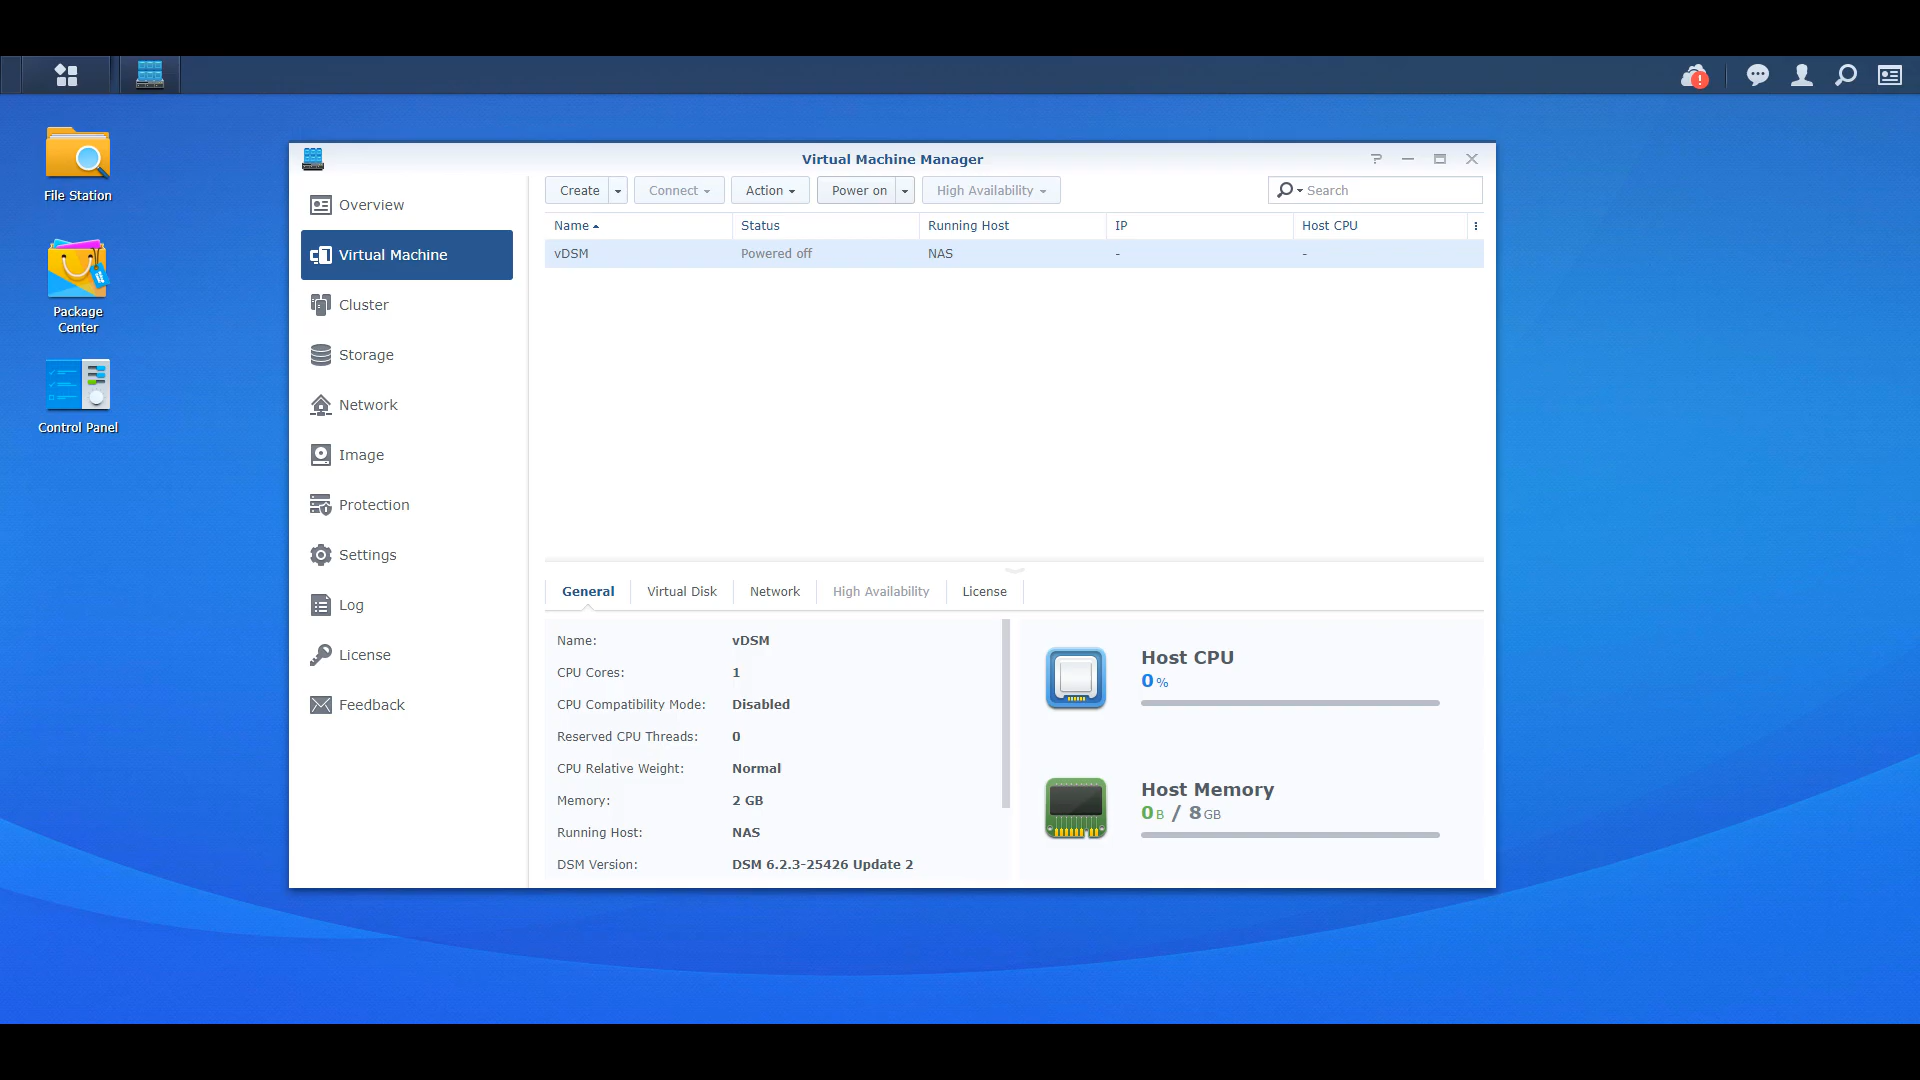 File Station
Package
Center
Control Panel
Virtual Machine Manager
Overview
Virtual Machine
Cluster
Storage
Network
Image
Protection
Settings
Log
License
Feedback
Create Connect Action Power on High Availability Search
Name Status Running Host IP Host CPU
vDSM Powered off NAS - -
General Virtual Disk Network High Availability License
Name: vDSM
CPU Cores: 1
CPU Compatibility Mode: Disabled
Reserved CPU Threads: 0
CPU Relative Weight: Normal
Memory: 2 GB
Running Host: NAS
DSM Version: DSM 6.2.3-25426 Update 2
Host CPU
0 %
Host Memory
0 B / 8 GB